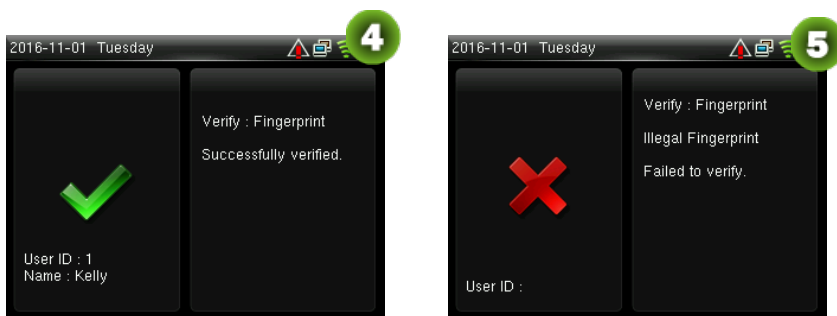 4
2016-11-01 Tuesday
Verify : Fingerprint
Successfully verified.
User ID : 1
Name : Kelly
5
2016-11-01 Tuesday
Verify : Fingerprint
Illegal Fingerprint
Failed to verify.
User ID :